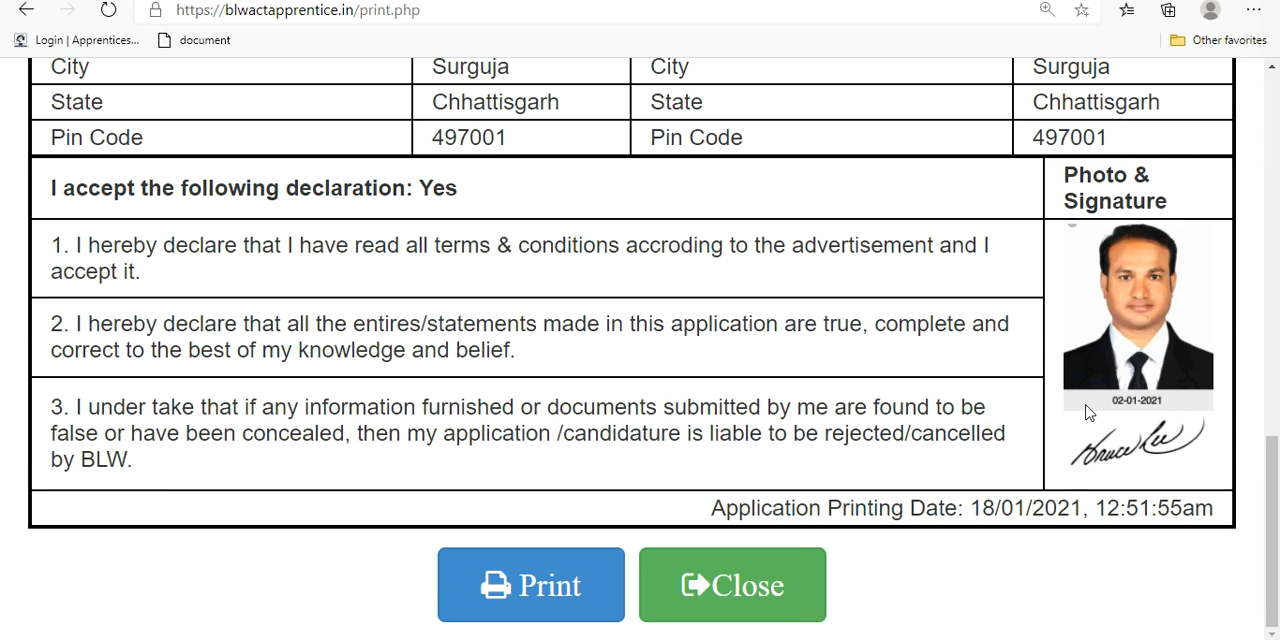 https://blwactapprentice.in/print.php
Login | Apprentices... document Other favorites
City Surguja City Surguja
State Chhattisgarh State Chhattisgarh
Pin Code 497001 Pin Code 497001
I accept the following declaration: Yes
Photo &
Signature
1. I hereby declare that I have read all terms & conditions accroding to the advertisement and I
accept it.
2. I hereby declare that all the entires/statements made in this application are true, complete and
correct to the best of my knowledge and belief.
3. I under take that if any information furnished or documents submitted by me are found to be
false or have been concealed, then my application /candidature is liable to be rejected/cancelled
by BLW.
02-01-2021
Bruce Lee
Application Printing Date: 18/01/2021, 12:51:55am
Print Close